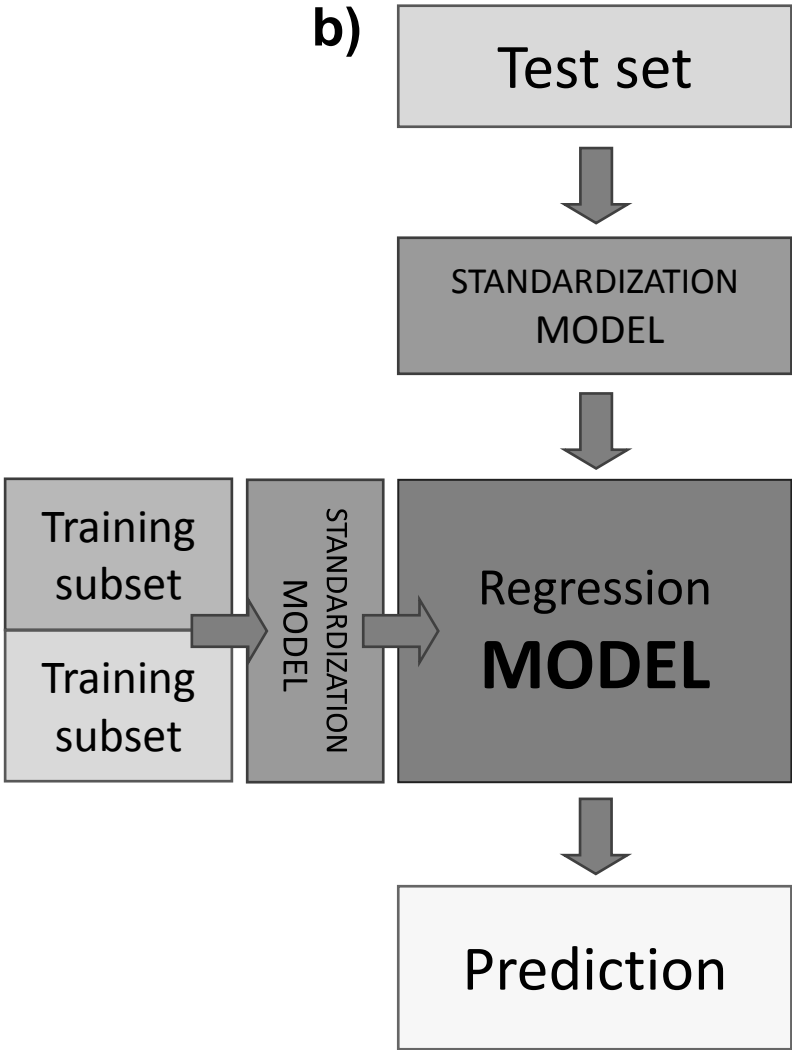 b)
Test set
STANDARDIZATION
MODEL
Training
subset
Training
subset
STANDARDIZATION
MODEL
Regression
MODEL
Prediction